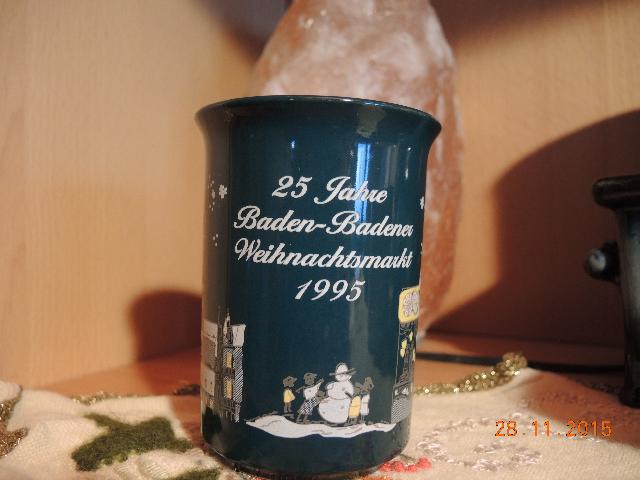 25 Jahre
Baden-Badener
Weihnachtsmarkt
1995
28.11.2015